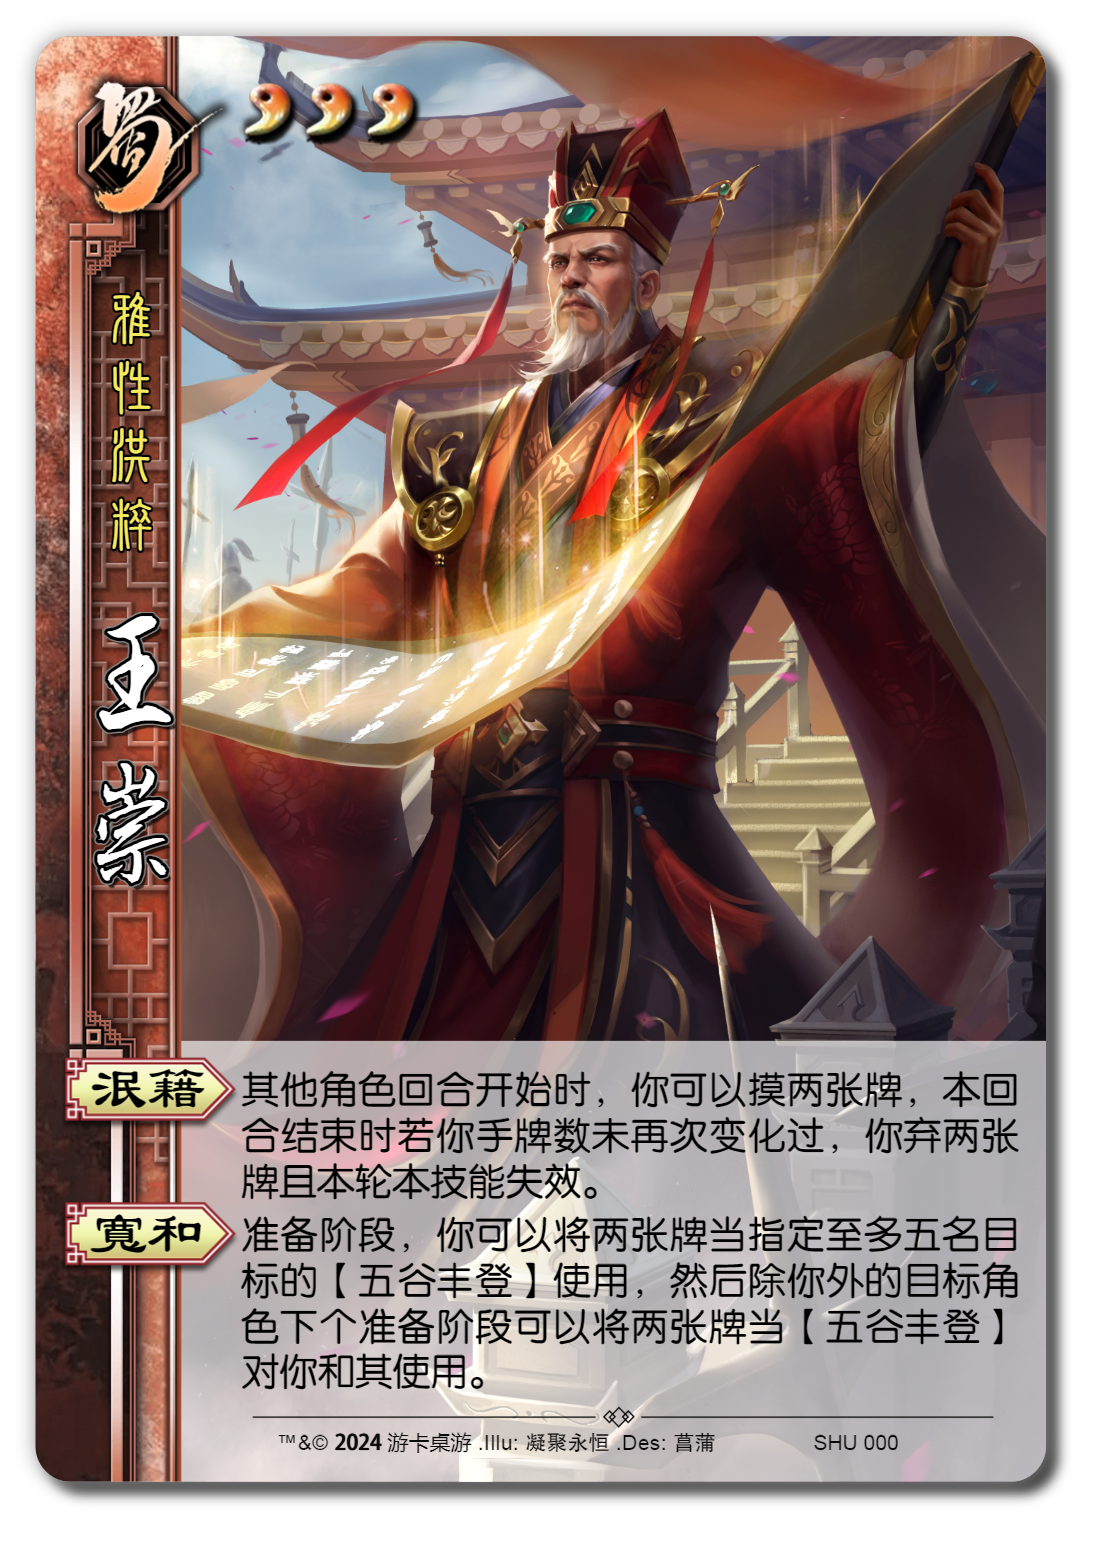 蜀
雅性洪粹
王崇
泯籍
其他角色回合开始时，你可以摸两张牌，本回
合结束时若你手牌数未再次变化过，你弃两张
牌且本轮本技能失效。
寬和
准备阶段，你可以将两张牌当指定至多五名目
标的【五谷丰登】使用，然后除你外的目标角
色下个准备阶段可以将两张牌当【五谷丰登】
对你和其使用。
™&© 2024 游卡桌游 .Illu: 凝聚永恒 .Des: 菖蒲 SHU 000